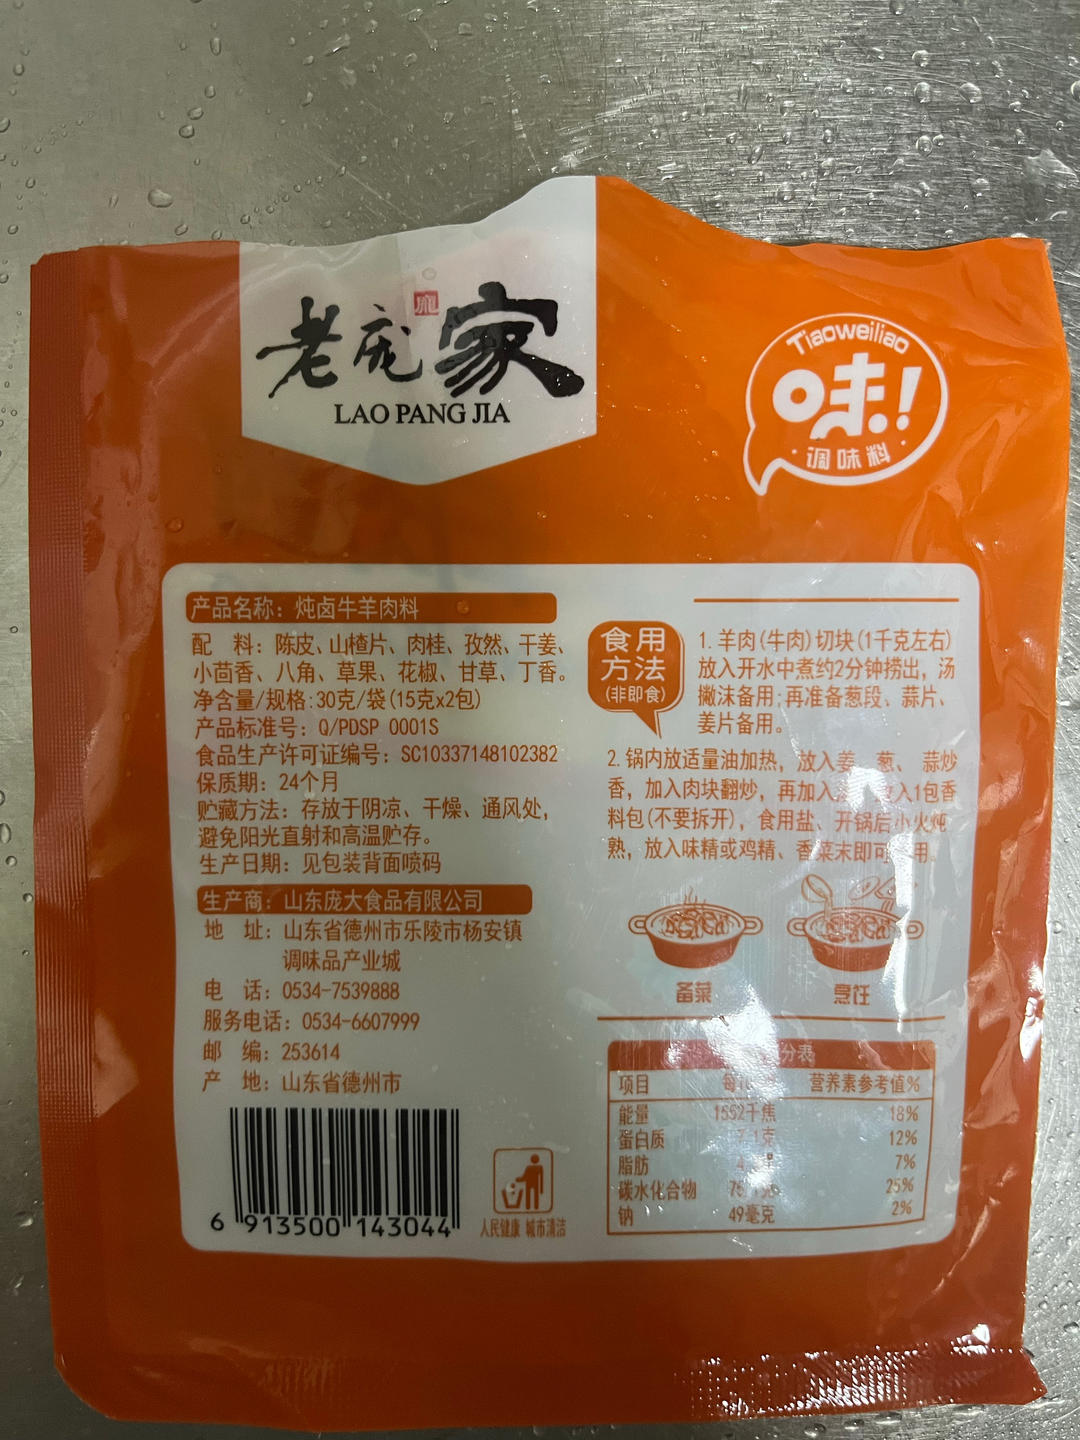 老庞家
庞
LAO PANG JIA
Tiaoweiliao
味!
·调味料·
产品名称：炖卤牛羊肉料
配 料：陈皮、山楂片、肉桂、孜然、干姜、
小茴香、八角、草果、花椒、甘草、丁香。
净含量/规格:30克/袋(15克x2包)
产品标准号：Q/PDSP 0001S
食品生产许可证编号：SC10337148102382
保质期：24个月
贮藏方法：存放于阴凉、干燥、通风处，
避免阳光直射和高温贮存。
生产日期：见包装背面喷码
生产商：山东庞大食品有限公司
地 址：山东省德州市乐陵市杨安镇
调味品产业城
电 话：0534-7539888
服务电话：0534-6607999
邮 编：253614
产 地：山东省德州市
6 913500 143044
人民健康 城市清洁
食用
方法
(非即食)
1.羊肉(牛肉)切块(1千克左右)
放入开水中煮约2分钟捞出，汤
撇沫备用;再准备葱段、蒜片、
姜片备用。
2.锅内放适量油加热，放入姜、葱、蒜炒
香，加入肉块翻炒，再加入 入1包香
料包(不要拆开)，食用盐、开锅后小火炖
熟，放入味精或鸡精、香菜末即可 用。
备菜 烹饪
分表
项目 每 营养素参考值%
能量 1552千焦 18%
蛋白质 克 12%
脂肪 7%
碳水化合物 25%
钠 49毫克 2%